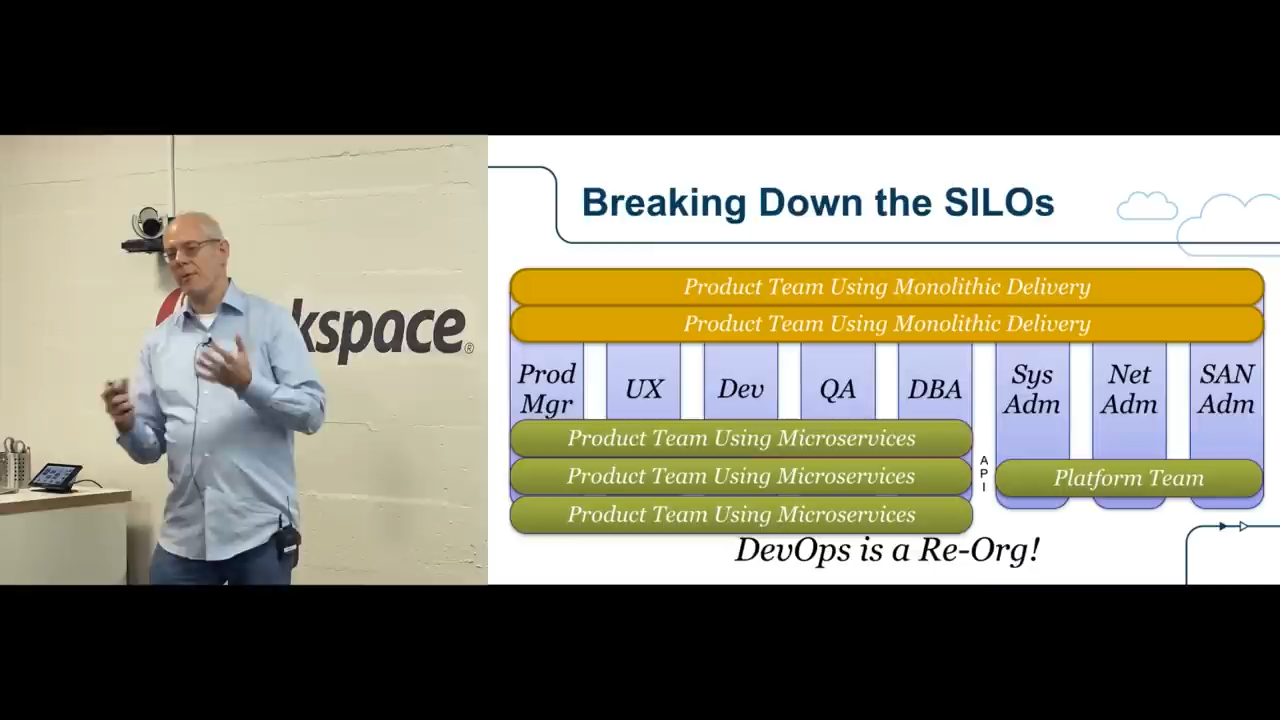 kspace®
Breaking Down the SILOs
Product Team Using Monolithic Delivery
Product Team Using Monolithic Delivery
Prod Mgr
UX
Dev
QA
DBA
Sys Adm
Net Adm
SAN Adm
Product Team Using Microservices
Product Team Using Microservices
Product Team Using Microservices
API
Platform Team
DevOps is a Re-Org!